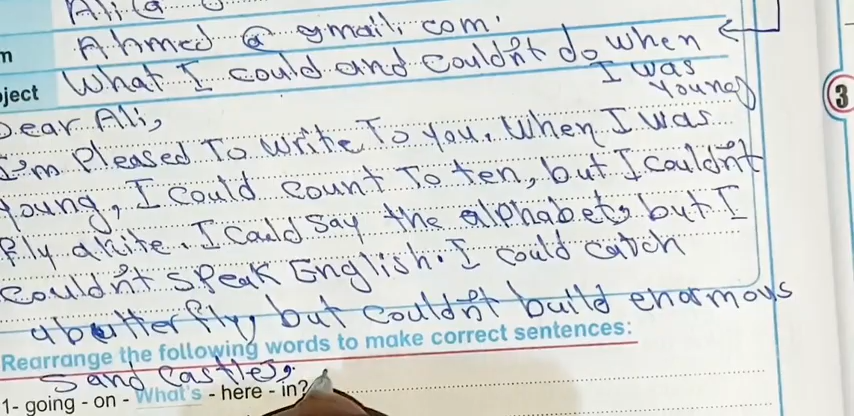 Ali@
m Ahmed @ gmail.com.
ject What I could and couldn't do when
I was
young
3
Dear Ali,
I'm Pleased To write To you. When I was
young, I could count To ten, but I couldn't
fly a kite. I could say the alphabets, but I
couldn't speak English. I could catch
a butterfly, but couldn't build enormous
Rearrange the following words to make correct sentences:
sand castles.
1- going - on - What's - here - in?